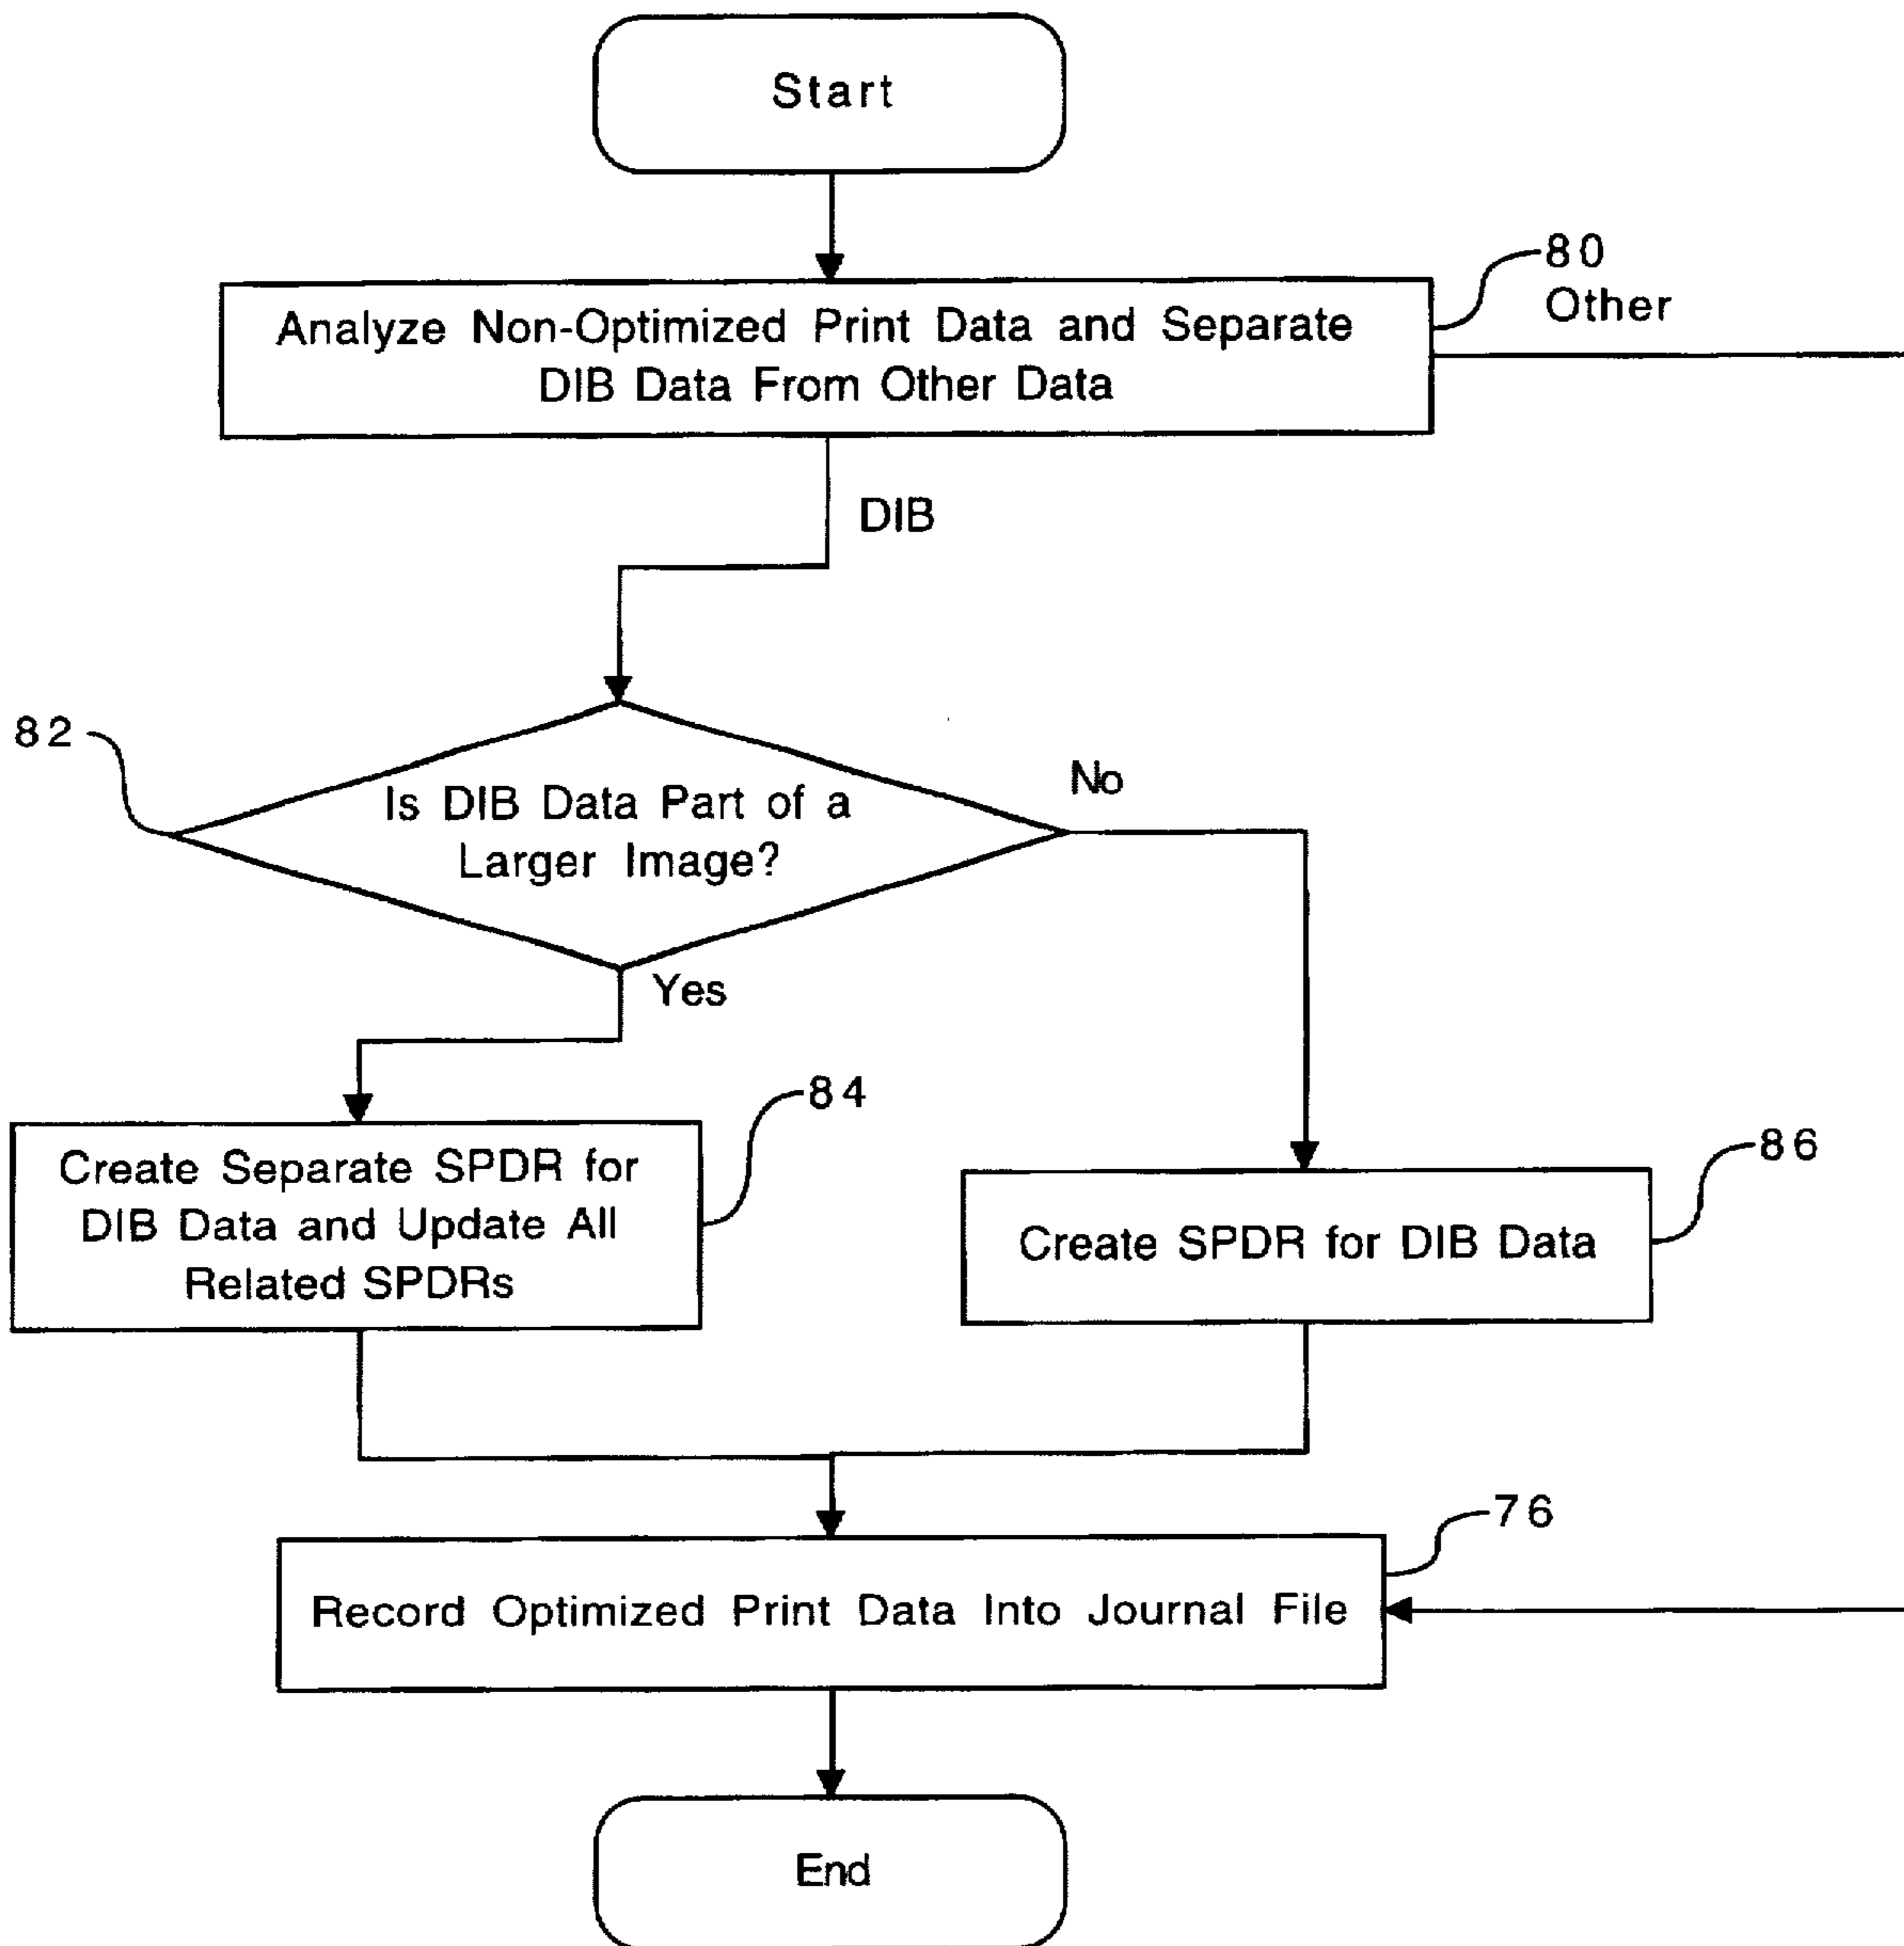 Start
80
Other
Analyze Non-Optimized Print Data and Separate
DIB Data From Other Data
DIB
82
No
Is DIB Data Part of a
Larger Image?
Yes
84
Create Separate SPDR for
DIB Data and Update All
Related SPDRs
86
Create SPDR for DIB Data
76
Record Optimized Print Data Into Journal File
End